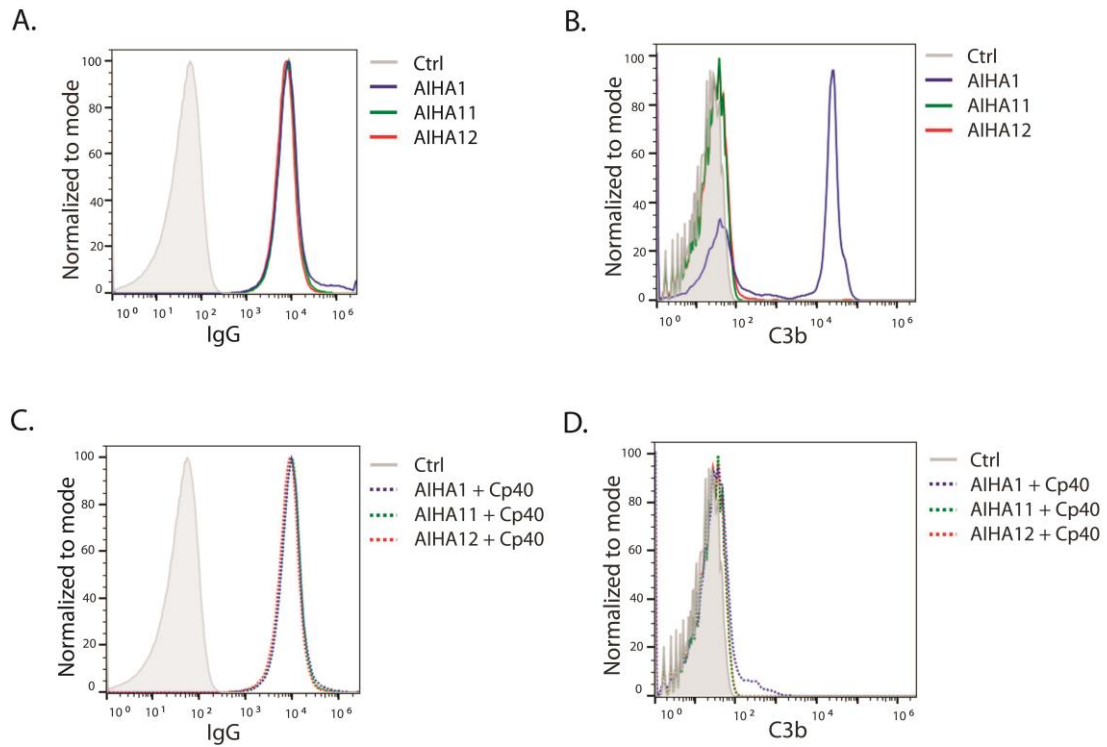 A.
Normalized to mode
100
80
60
40
20
0
10^0 10^1 10^2 10^3 10^4 10^6
IgG
Ctrl
AIHA1
AIHA11
AIHA12
B.
Normalized to mode
100
80
60
40
20
0
10^0 10^2 10^4 10^6
C3b
Ctrl
AIHA1
AIHA11
AIHA12
C.
Normalized to mode
100
80
60
40
20
0
10^0 10^1 10^2 10^3 10^4 10^6
IgG
Ctrl
AIHA1 + Cp40
AIHA11 + Cp40
AIHA12 + Cp40
D.
Normalized to mode
100
80
60
40
20
0
10^0 10^2 10^4 10^6
C3b
Ctrl
AIHA1 + Cp40
AIHA11 + Cp40
AIHA12 + Cp40